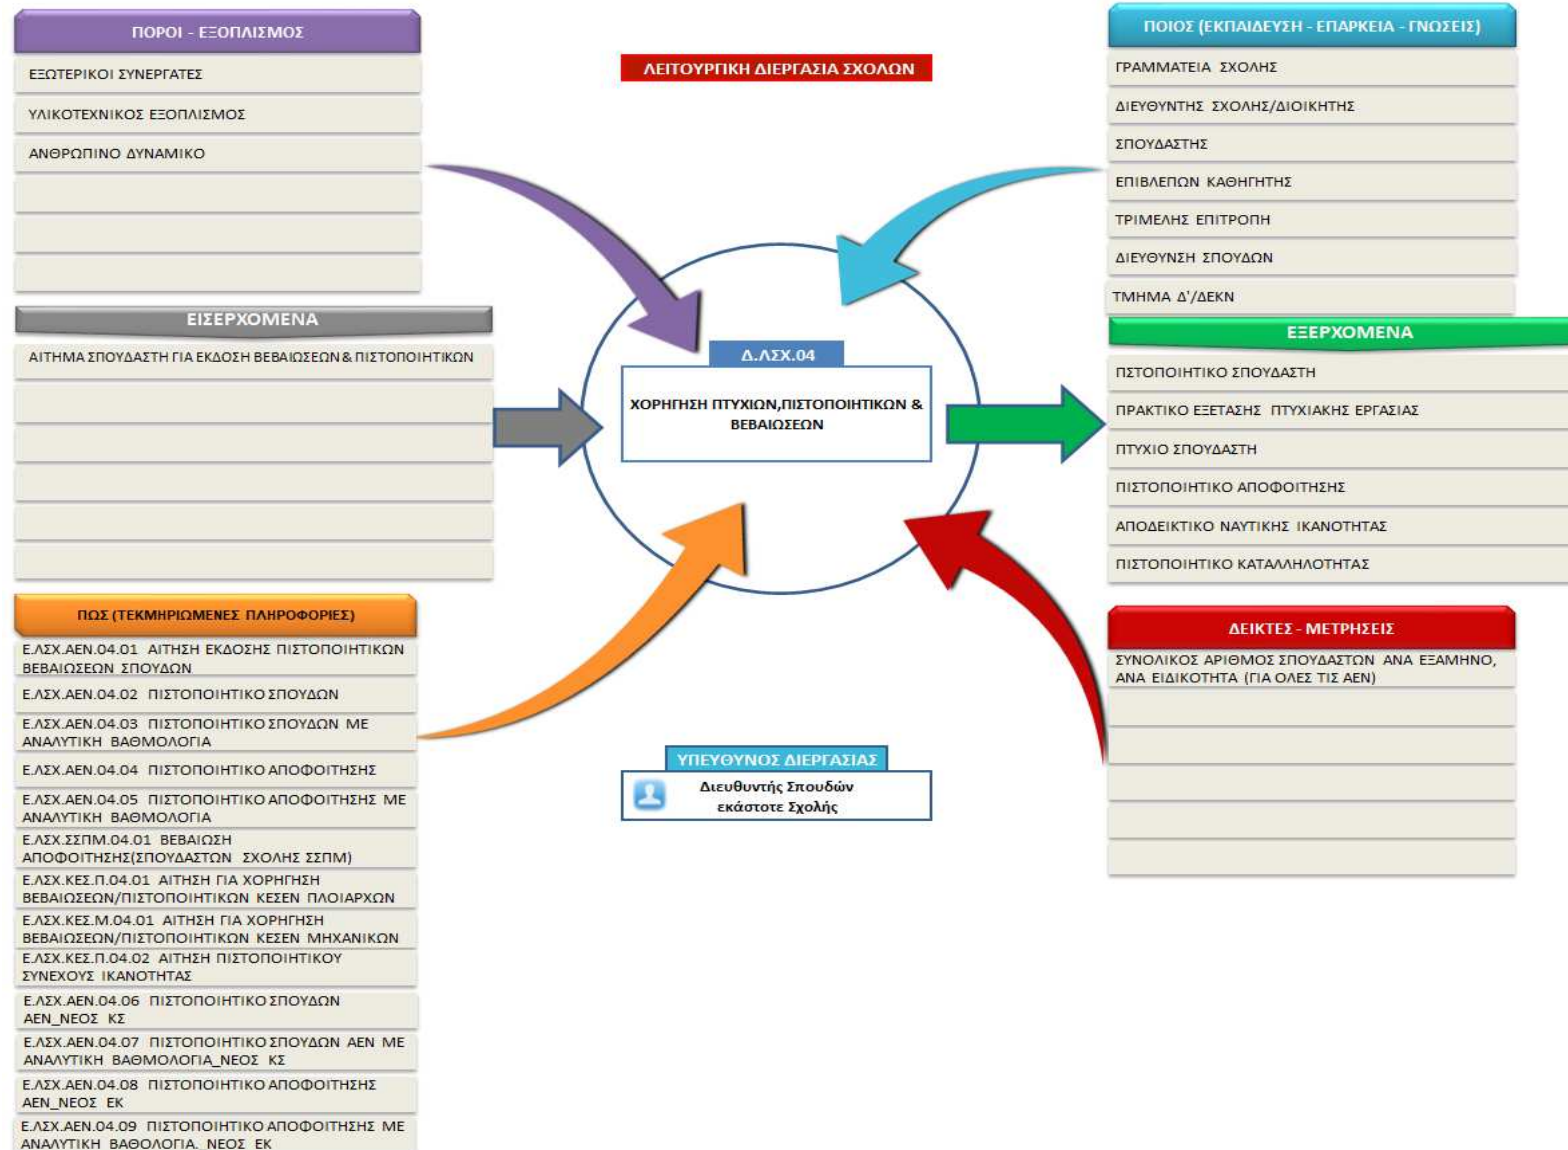 ΠΟΡΟΙ - ΕΞΟΠΛΙΣΜΟΣ
ΕΞΩΤΕΡΙΚΟΙ ΣΥΝΕΡΓΑΤΕΣ
ΥΛΙΚΟΤΕΧΝΙΚΟΣ ΕΞΟΠΛΙΣΜΟΣ
ΑΝΘΡΩΠΙΝΟ ΔΥΝΑΜΙΚΟ
ΛΕΙΤΟΥΡΓΙΚΗ ΔΙΕΡΓΑΣΙΑ ΣΧΟΛΩΝ
ΠΟΙΟΣ (ΕΚΠΑΙΔΕΥΣΗ - ΕΠΑΡΚΕΙΑ - ΓΝΩΣΕΙΣ)
ΓΡΑΜΜΑΤΕΙΑ ΣΧΟΛΗΣ
ΔΙΕΥΘΥΝΤΗΣ ΣΧΟΛΗΣ/ΔΙΟΙΚΗΤΗΣ
ΣΠΟΥΔΑΣΤΗΣ
ΕΠΙΒΛΕΠΩΝ ΚΑΘΗΓΗΤΗΣ
ΤΡΙΜΕΛΗΣ ΕΠΙΤΡΟΠΗ
ΔΙΕΥΘΥΝΣΗ ΣΠΟΥΔΩΝ
ΤΜΗΜΑ Δ'/ΔΕΚΝ
ΕΙΣΕΡΧΟΜΕΝΑ
ΑΙΤΗΜΑ ΣΠΟΥΔΑΣΤΗ ΓΙΑ ΕΚΔΟΣΗ ΒΕΒΑΙΩΣΕΩΝ & ΠΙΣΤΟΠΟΙΗΤΙΚΩΝ
Δ.ΛΣΧ.04
ΧΟΡΗΓΗΣΗ ΠΤΥΧΙΩΝ,ΠΙΣΤΟΠΟΙΗΤΙΚΩΝ &
ΒΕΒΑΙΩΣΕΩΝ
ΕΞΕΡΧΟΜΕΝΑ
ΠΣΤΟΠΟΙΗΤΙΚΟ ΣΠΟΥΔΑΣΤΗ
ΠΡΑΚΤΙΚΟ ΕΞΕΤΑΣΗΣ ΠΤΥΧΙΑΚΗΣ ΕΡΓΑΣΙΑΣ
ΠΤΥΧΙΟ ΣΠΟΥΔΑΣΤΗ
ΠΙΣΤΟΠΟΙΗΤΙΚΟ ΑΠΟΦΟΙΤΗΣΗΣ
ΑΠΟΔΕΙΚΤΙΚΟ ΝΑΥΤΙΚΗΣ ΙΚΑΝΟΤΗΤΑΣ
ΠΙΣΤΟΠΟΙΗΤΙΚΟ ΚΑΤΑΛΛΗΛΟΤΗΤΑΣ
ΠΩΣ (ΤΕΚΜΗΡΙΩΜΕΝΕΣ ΠΛΗΡΟΦΟΡΙΕΣ)
Ε.ΛΣΧ.ΑΕΝ.04.01 ΑΙΤΗΣΗ ΕΚΔΟΣΗΣ ΠΙΣΤΟΠΟΙΗΤΙΚΩΝ
ΒΕΒΑΙΩΣΕΩΝ ΣΠΟΥΔΩΝ
Ε.ΛΣΧ.ΑΕΝ.04.02 ΠΙΣΤΟΠΟΙΗΤΙΚΟ ΣΠΟΥΔΩΝ
Ε.ΛΣΧ.ΑΕΝ.04.03 ΠΙΣΤΟΠΟΙΗΤΙΚΟ ΣΠΟΥΔΩΝ ΜΕ
ΑΝΑΛΥΤΙΚΗ ΒΑΘΜΟΛΟΓΙΑ
Ε.ΛΣΧ.ΑΕΝ.04.04 ΠΙΣΤΟΠΟΙΗΤΙΚΟ ΑΠΟΦΟΙΤΗΣΗΣ
Ε.ΛΣΧ.ΑΕΝ.04.05 ΠΙΣΤΟΠΟΙΗΤΙΚΟ ΑΠΟΦΟΙΤΗΣΗΣ ΜΕ
ΑΝΑΛΥΤΙΚΗ ΒΑΘΜΟΛΟΓΙΑ
Ε.ΛΣΧ.ΣΣΠΜ.04.01 ΒΕΒΑΙΩΣΗ
ΑΠΟΦΟΙΤΗΣΗΣ(ΣΠΟΥΔΑΣΤΩΝ ΣΧΟΛΗΣ ΣΣΠΜ)
Ε.ΛΣΧ.ΚΕΣ.Π.04.01 ΑΙΤΗΣΗ ΓΙΑ ΧΟΡΗΓΗΣΗ
ΒΕΒΑΙΩΣΕΩΝ/ΠΙΣΤΟΠΟΙΗΤΙΚΩΝ ΚΕΣΕΝ ΠΛΟΙΑΡΧΩΝ
Ε.ΛΣΧ.ΚΕΣ.Μ.04.01 ΑΙΤΗΣΗ ΓΙΑ ΧΟΡΗΓΗΣΗ
ΒΕΒΑΙΩΣΕΩΝ/ΠΙΣΤΟΠΟΙΗΤΙΚΩΝ ΚΕΣΕΝ ΜΗΧΑΝΙΚΩΝ
Ε.ΛΣΧ.ΚΕΣ.Π.04.02 ΑΙΤΗΣΗ ΠΙΣΤΟΠΟΙΗΤΙΚΟΥ
ΣΥΝΕΧΟΥΣ ΙΚΑΝΟΤΗΤΑΣ
Ε.ΛΣΧ.ΑΕΝ.04.06 ΠΙΣΤΟΠΟΙΗΤΙΚΟ ΣΠΟΥΔΩΝ
ΑΕΝ_ΝΕΟΣ ΚΣ
Ε.ΛΣΧ.ΑΕΝ.04.07 ΠΙΣΤΟΠΟΙΗΤΙΚΟ ΣΠΟΥΔΩΝ ΑΕΝ ΜΕ
ΑΝΑΛΥΤΙΚΗ ΒΑΘΜΟΛΟΓΙΑ_ΝΕΟΣ ΚΣ
Ε.ΛΣΧ.ΑΕΝ.04.08 ΠΙΣΤΟΠΟΙΗΤΙΚΟ ΑΠΟΦΟΙΤΗΣΗΣ
ΑΕΝ_ΝΕΟΣ ΕΚ
Ε.ΛΣΧ.ΑΕΝ.04.09 ΠΙΣΤΟΠΟΙΗΤΙΚΟ ΑΠΟΦΟΙΤΗΣΗΣ ΜΕ
ΑΝΑΛΥΤΙΚΗ ΒΑΘΟΛΟΓΙΑ._ΝΕΟΣ ΕΚ
ΥΠΕΥΘΥΝΟΣ ΔΙΕΡΓΑΣΙΑΣ
Διευθυντής Σπουδών
εκάστοτε Σχολής
ΔΕΙΚΤΕΣ - ΜΕΤΡΗΣΕΙΣ
ΣΥΝΟΛΙΚΟΣ ΑΡΙΘΜΟΣ ΣΠΟΥΔΑΣΤΩΝ ΑΝΑ ΕΞΑΜΗΝΟ,
ΑΝΑ ΕΙΔΙΚΟΤΗΤΑ (ΓΙΑ ΟΛΕΣ ΤΙΣ ΑΕΝ)